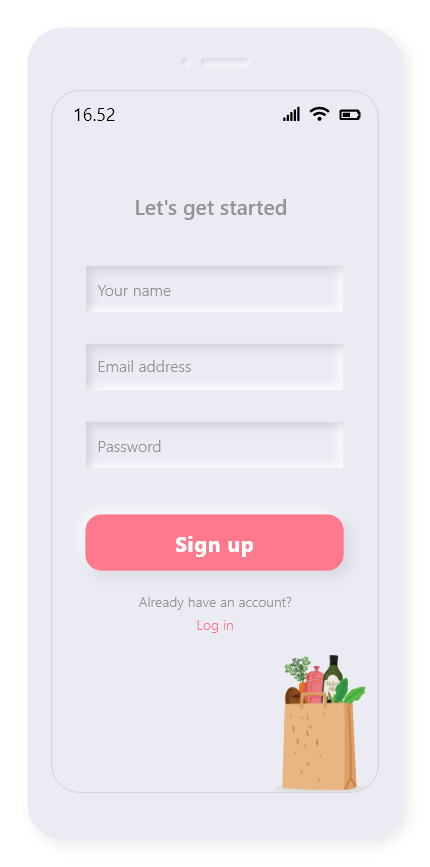 16.52
Let's get started
Your name
Email address
Password
Sign up
Already have an account?
Log in